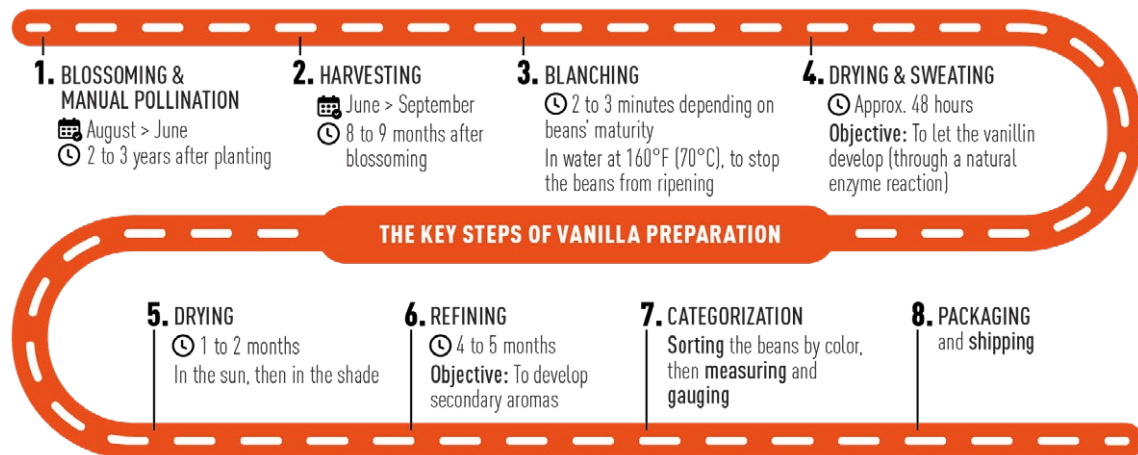 1. BLOSSOMING &
MANUAL POLLINATION
August > June
2 to 3 years after planting
2. HARVESTING
June > September
8 to 9 months after
blossoming
3. BLANCHING
2 to 3 minutes depending on
beans' maturity
In water at 160°F (70°C), to stop
the beans from ripening
4. DRYING & SWEATING
Approx. 48 hours
Objective: To let the vanillin
develop (through a natural
enzyme reaction)
THE KEY STEPS OF VANILLA PREPARATION
5. DRYING
1 to 2 months
In the sun, then in the shade
6. REFINING
4 to 5 months
Objective: To develop
secondary aromas
7. CATEGORIZATION
Sorting the beans by color,
then measuring and
gauging
8. PACKAGING
and shipping